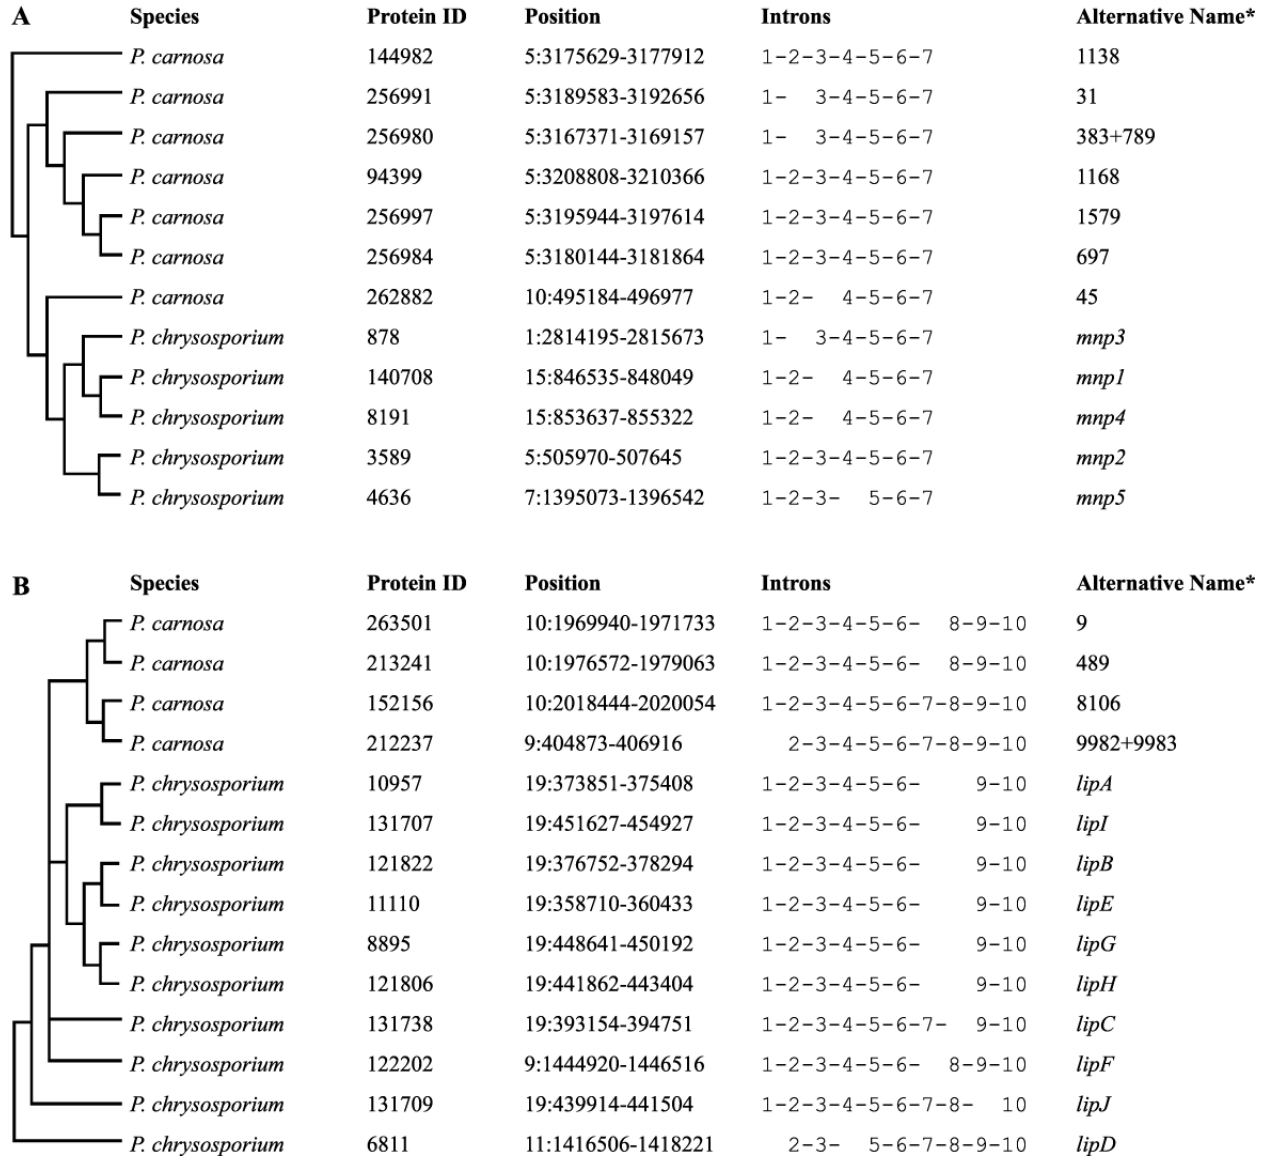 A Species Protein ID Position Introns Alternative Name*
P. carnosa 144982 5:3175629-3177912 1-2-3-4-5-6-7 1138
P. carnosa 256991 5:3189583-3192656 1-  3-4-5-6-7 31
P. carnosa 256980 5:3167371-3169157 1-  3-4-5-6-7 383+789
P. carnosa 94399 5:3208808-3210366 1-2-3-4-5-6-7 1168
P. carnosa 256997 5:3195944-3197614 1-2-3-4-5-6-7 1579
P. carnosa 256984 5:3180144-3181864 1-2-3-4-5-6-7 697
P. carnosa 262882 10:495184-496977 1-2-  4-5-6-7 45
P. chrysosporium 878 1:2814195-2815673 1-  3-4-5-6-7 mnp3
P. chrysosporium 140708 15:846535-848049 1-2-  4-5-6-7 mnp1
P. chrysosporium 8191 15:853637-855322 1-2-  4-5-6-7 mnp4
P. chrysosporium 3589 5:505970-507645 1-2-3-4-5-6-7 mnp2
P. chrysosporium 4636 7:1395073-1396542 1-2-3-  5-6-7 mnp5
B Species Protein ID Position Introns Alternative Name*
P. carnosa 263501 10:1969940-1971733 1-2-3-4-5-6-  8-9-10 9
P. carnosa 213241 10:1976572-1979063 1-2-3-4-5-6-  8-9-10 489
P. carnosa 152156 10:2018444-2020054 1-2-3-4-5-6-7-8-9-10 8106
P. carnosa 212237 9:404873-406916 2-3-4-5-6-7-8-9-10 9982+9983
P. chrysosporium 10957 19:373851-375408 1-2-3-4-5-6-    9-10 lipA
P. chrysosporium 131707 19:451627-454927 1-2-3-4-5-6-    9-10 lipI
P. chrysosporium 121822 19:376752-378294 1-2-3-4-5-6-    9-10 lipB
P. chrysosporium 11110 19:358710-360433 1-2-3-4-5-6-    9-10 lipE
P. chrysosporium 8895 19:448641-450192 1-2-3-4-5-6-    9-10 lipG
P. chrysosporium 121806 19:441862-443404 1-2-3-4-5-6-    9-10 lipH
P. chrysosporium 131738 19:393154-394751 1-2-3-4-5-6-7-  9-10 lipC
P. chrysosporium 122202 9:1444920-1446516 1-2-3-4-5-6-  8-9-10 lipF
P. chrysosporium 131709 19:439914-441504 1-2-3-4-5-6-7-8-  10 lipJ
P. chrysosporium 6811 11:1416506-1418221 2-3-  5-6-7-8-9-10 lipD